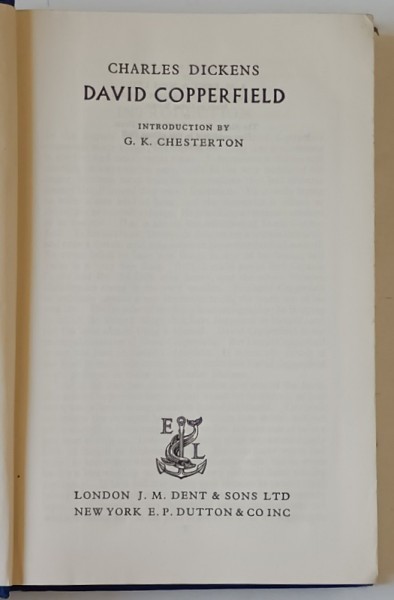 CHARLES DICKENS
DAVID COPPERFIELD
INTRODUCTION BY
G. K. CHESTERTON
E
L
LONDON J. M. DENT & SONS LTD
NEW YORK E. P. DUTTON & CO INC